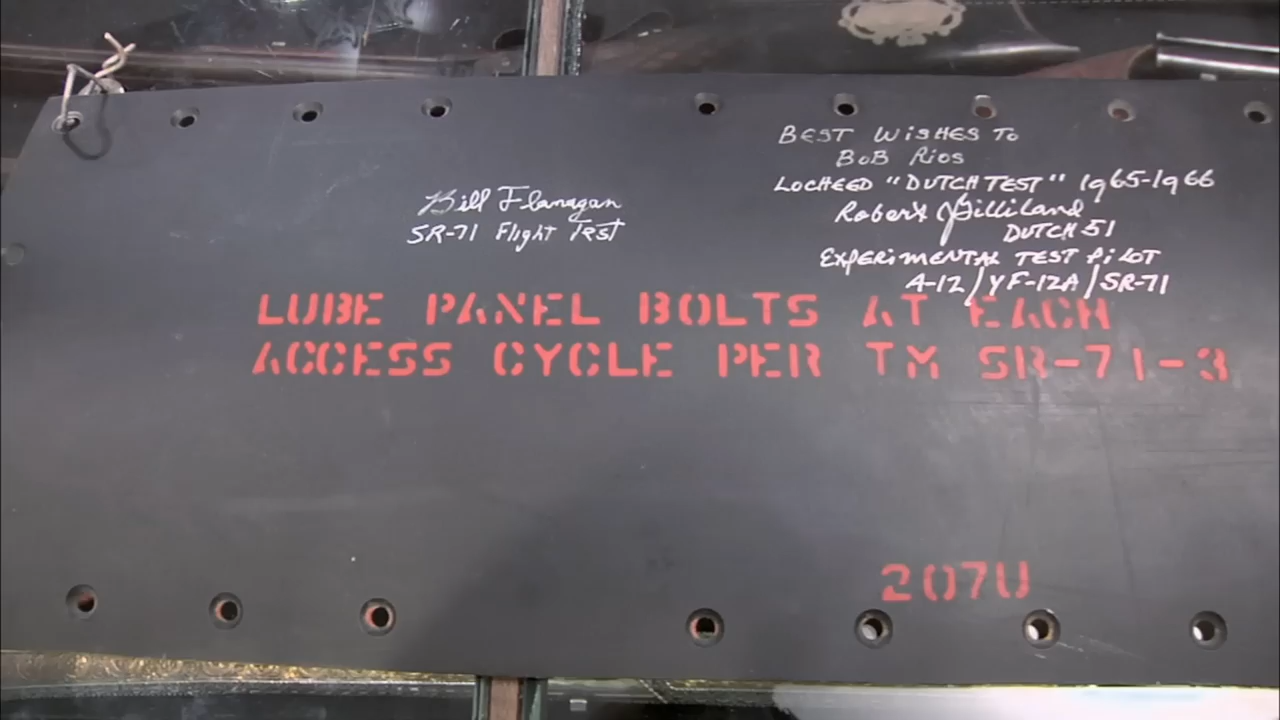 BEST WISHES TO
BOB Rios
LOCHEED "DUTCH TEST" 1965-1966
Robert J Gilliland
DUTCH 51
EXPERIMENTAL TEST PILOT
A-12/YF-12A/SR-71
Bill Flanagan
SR-71 Flight Test
LUBE PANEL BOLTS AT EACH
ACCESS CYCLE PER TM SR-71-3
207U